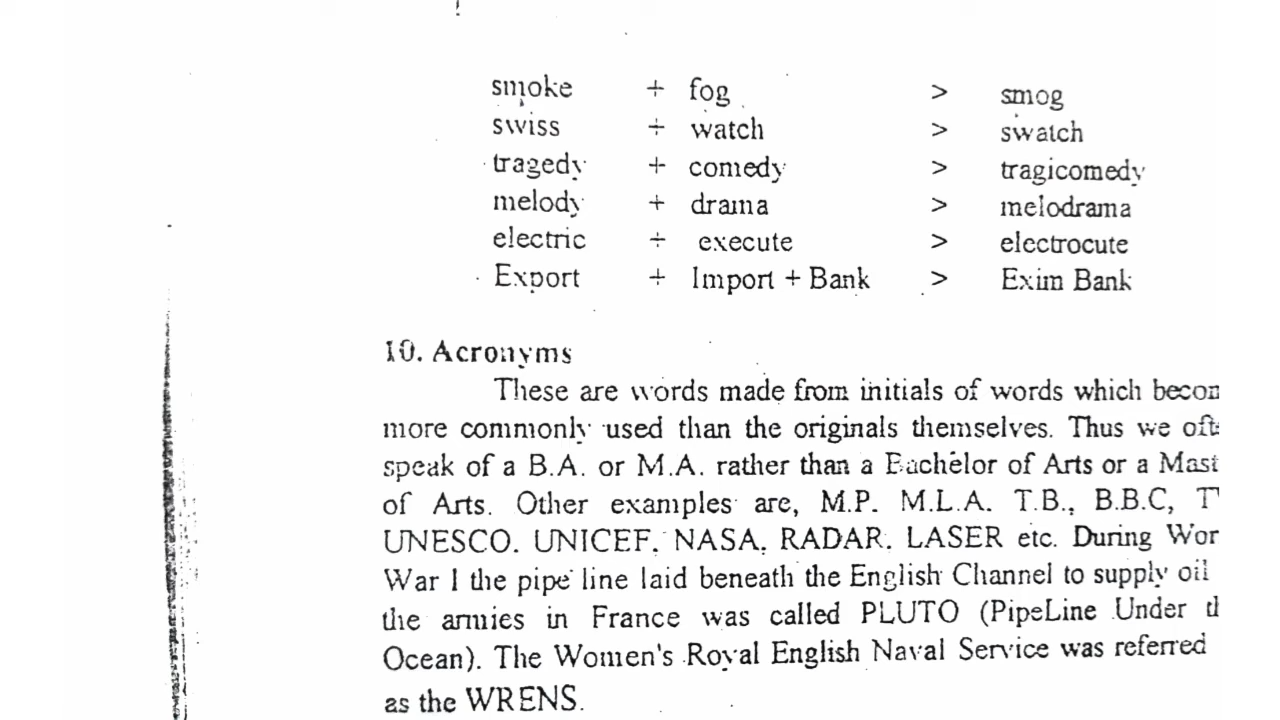 smoke + fog > smog
swiss + watch > swatch
tragedy + comedy > tragicomedy
melody + drama > melodrama
electric + execute > electrocute
Export + Import + Bank > Exim Bank
10. Acronyms
These are words made from initials of words which
more commonly used than the originals themselves. Thus we
speak of a B.A. or M.A. rather than a Bachelor of Arts or a
of Arts. Other examples are, M.P. M.L.A. T.B., B.B.C,
UNESCO. UNICEF. NASA, RADAR. LASER etc. During
War I the pipe line laid beneath the English Channel to supply oil
the armies in France was called PLUTO (PipeLine Under
Ocean). The Women's Royal English Naval Service was referred
as the WRENS.